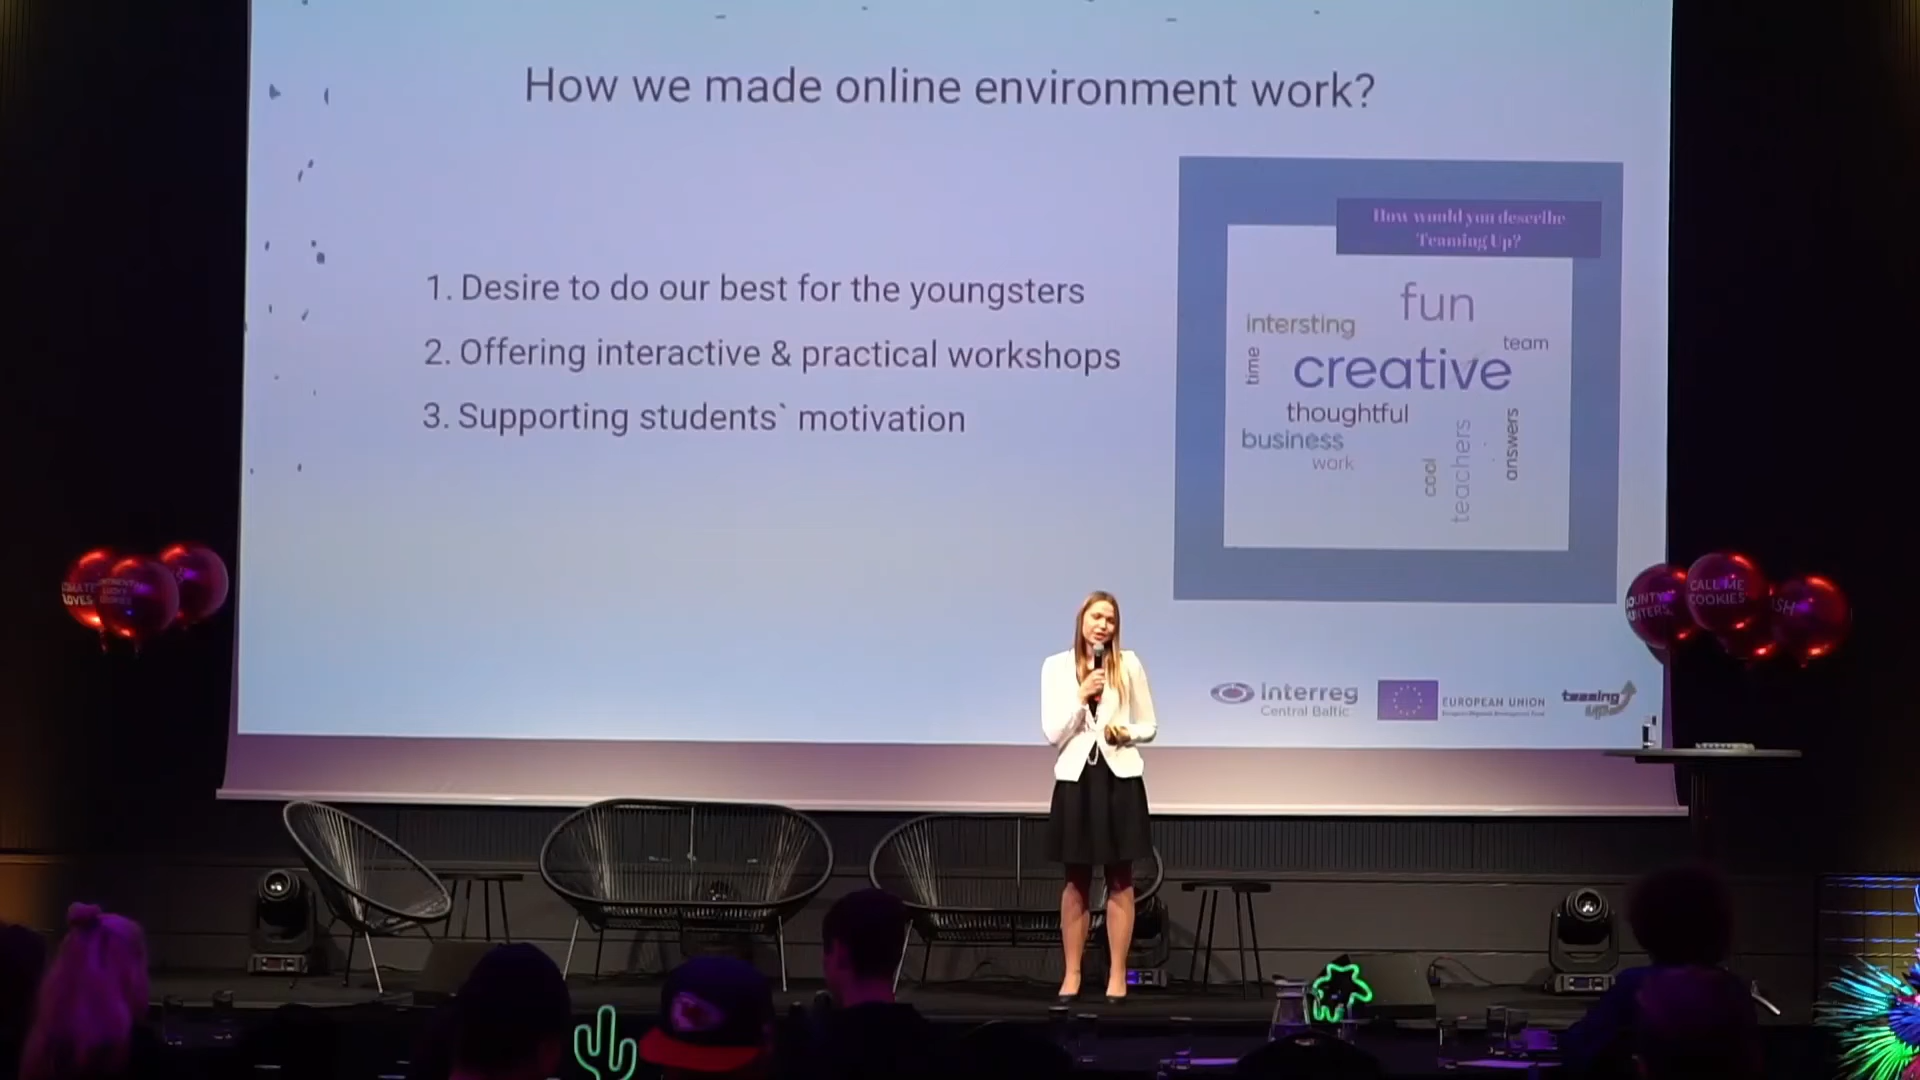 How we made online environment work?
1. Desire to do our best for the youngsters
2. Offering interactive & practical workshops
3. Supporting students` motivation
How would you describe
Teaming Up?
fun
intersting
team
time
creative
thoughtful
business
work
cool
teachers
answers
Interreg
Central Baltic
EUROPEAN UNION
teaming
up
CALL ME
COOKIES